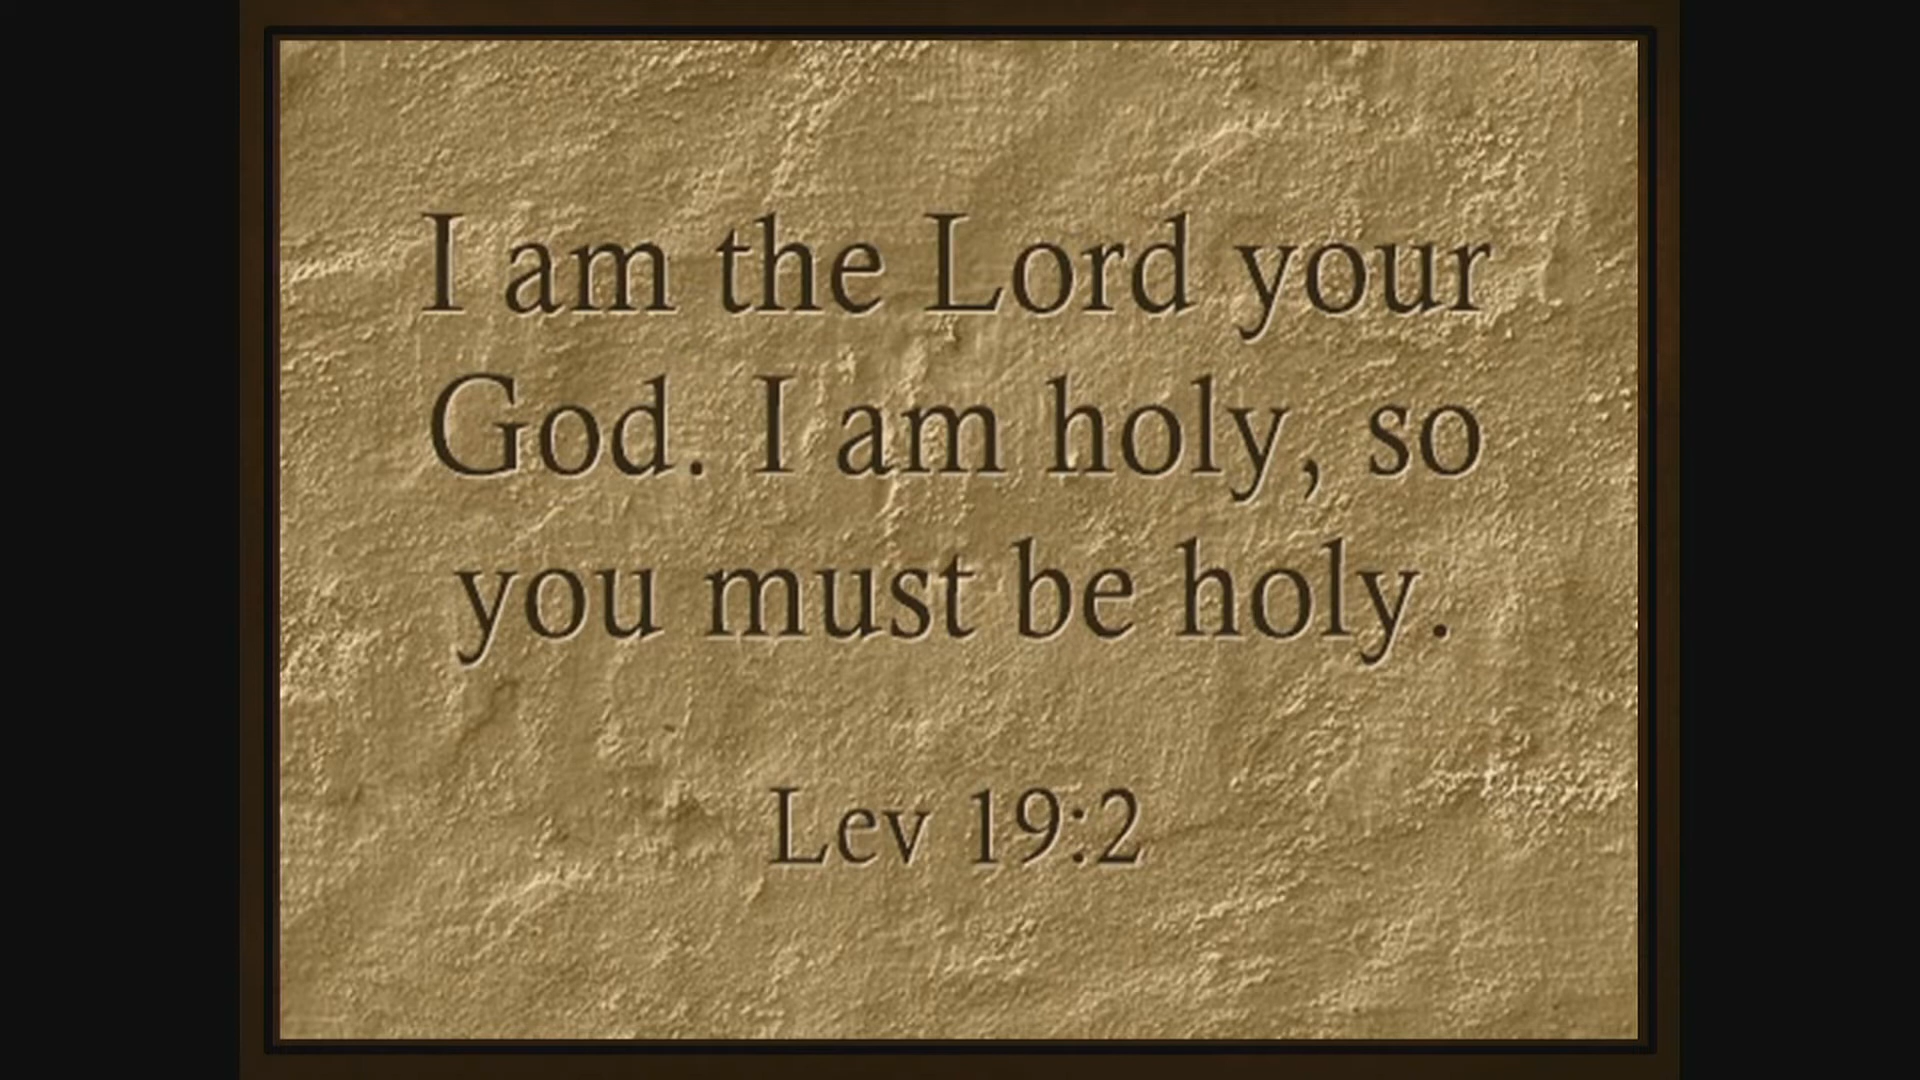 I am the Lord your
God. I am holy, so
you must be holy.
Lev 19:2